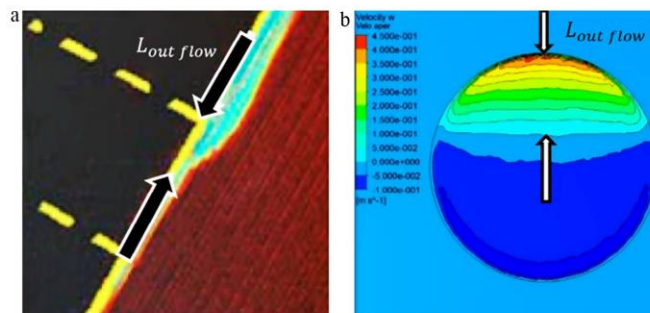 a
L_out flow
b
Velocity w
Velo aper
4.500e-001
4.000e-001
3.500e-001
3.000e-001
2.500e-001
2.000e-001
1.500e-001
1.000e-001
5.000e-002
0.000e+000
-5.000e-002
-1.000e-001
[m s^-1]
L_out flow